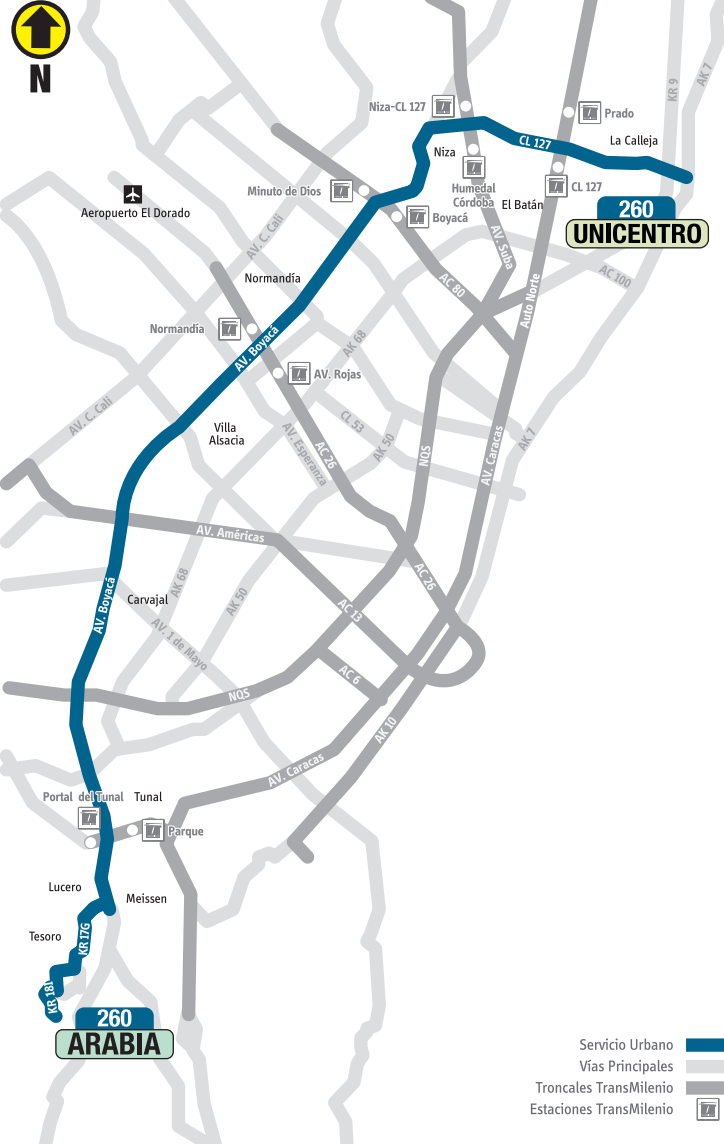 N
KR 9
AK 7
Niza-CL 127
Prado
CL 127
La Calleja
Niza
Minuto de Dios
Humedal
Córdoba
CL 127
El Batán
260
UNICENTRO
Aeropuerto El Dorado
Boyacá
AV. C. Cali
AV. Suba
AC 100
Normandía
AC 80
Auto Norte
Normandía
AV. Boyacá
AK 68
AV. Rojas
AV. C. Cali
Villa
Alsacia
CL 53
AV. Esperanza
AC 26
AK 50
NQS
AV. Caracas
AK 7
AV. Américas
AK 68
AC 26
AV. Boyacá
Carvajal
AK 50
AC 13
AV. 1 de Mayo
AC 6
NQS
AK 10
AV. Caracas
Portal del Tunal
Tunal
Parque
Lucero
Meissen
Tesoro
KR 17G
KR 18I
260
ARABIA
Servicio Urbano
Vías Principales
Troncales TransMilenio
Estaciones TransMilenio